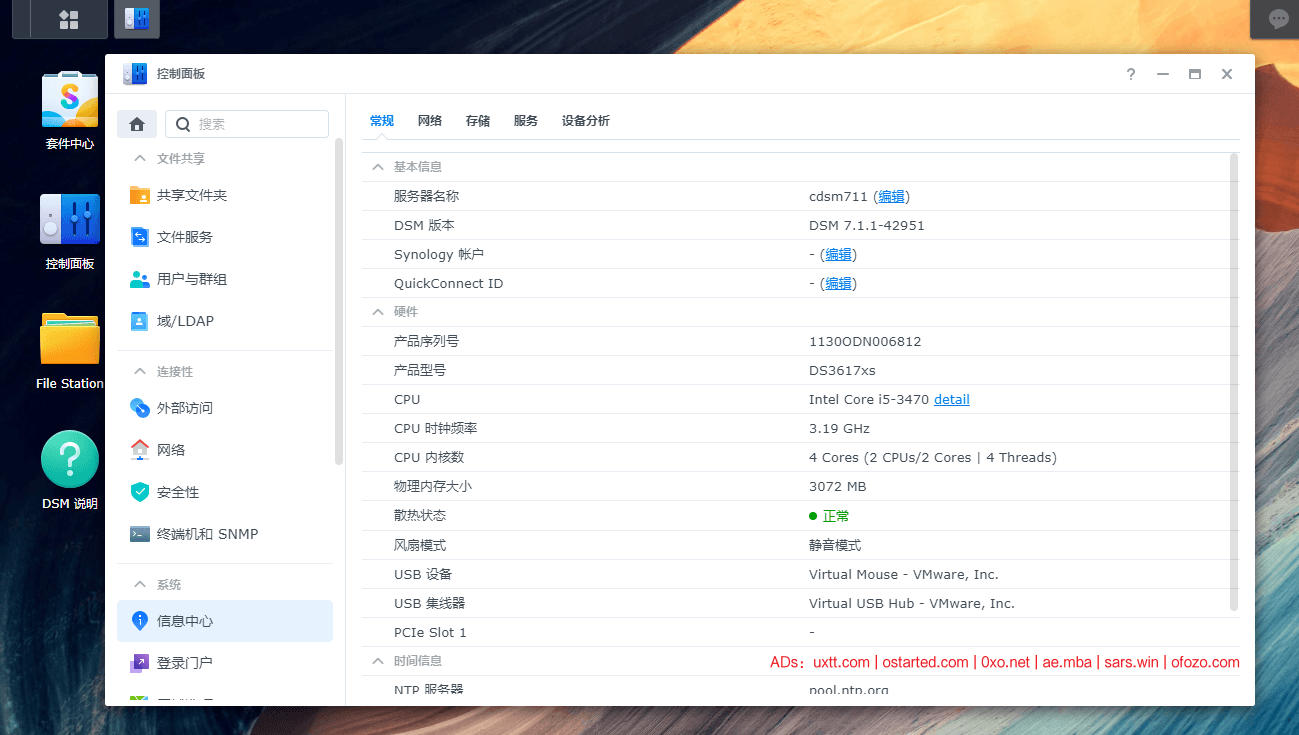 控制面板
套件中心
控制面板
File Station
DSM 说明
搜索
文件共享
共享文件夹
文件服务
用户与群组
域/LDAP
连接性
外部访问
网络
安全性
终端机和 SNMP
系统
信息中心
登录门户
常规 网络 存储 服务 设备分析
基本信息
服务器名称 cdsm711 (编辑)
DSM 版本 DSM 7.1.1-42951
Synology 帐户 - (编辑)
QuickConnect ID - (编辑)
硬件
产品序列号 1130ODN006812
产品型号 DS3617xs
CPU Intel Core i5-3470 detail
CPU 时钟频率 3.19 GHz
CPU 内核数 4 Cores (2 CPUs/2 Cores | 4 Threads)
物理内存大小 3072 MB
散热状态 正常
风扇模式 静音模式
USB 设备 Virtual Mouse - VMware, Inc.
USB 集线器 Virtual USB Hub - VMware, Inc.
PCIe Slot 1 -
时间信息
ADs：uxtt.com | ostarted.com | 0xo.net | ae.mba | sars.win | ofozo.com
NTP 服务器 pool.ntp.org